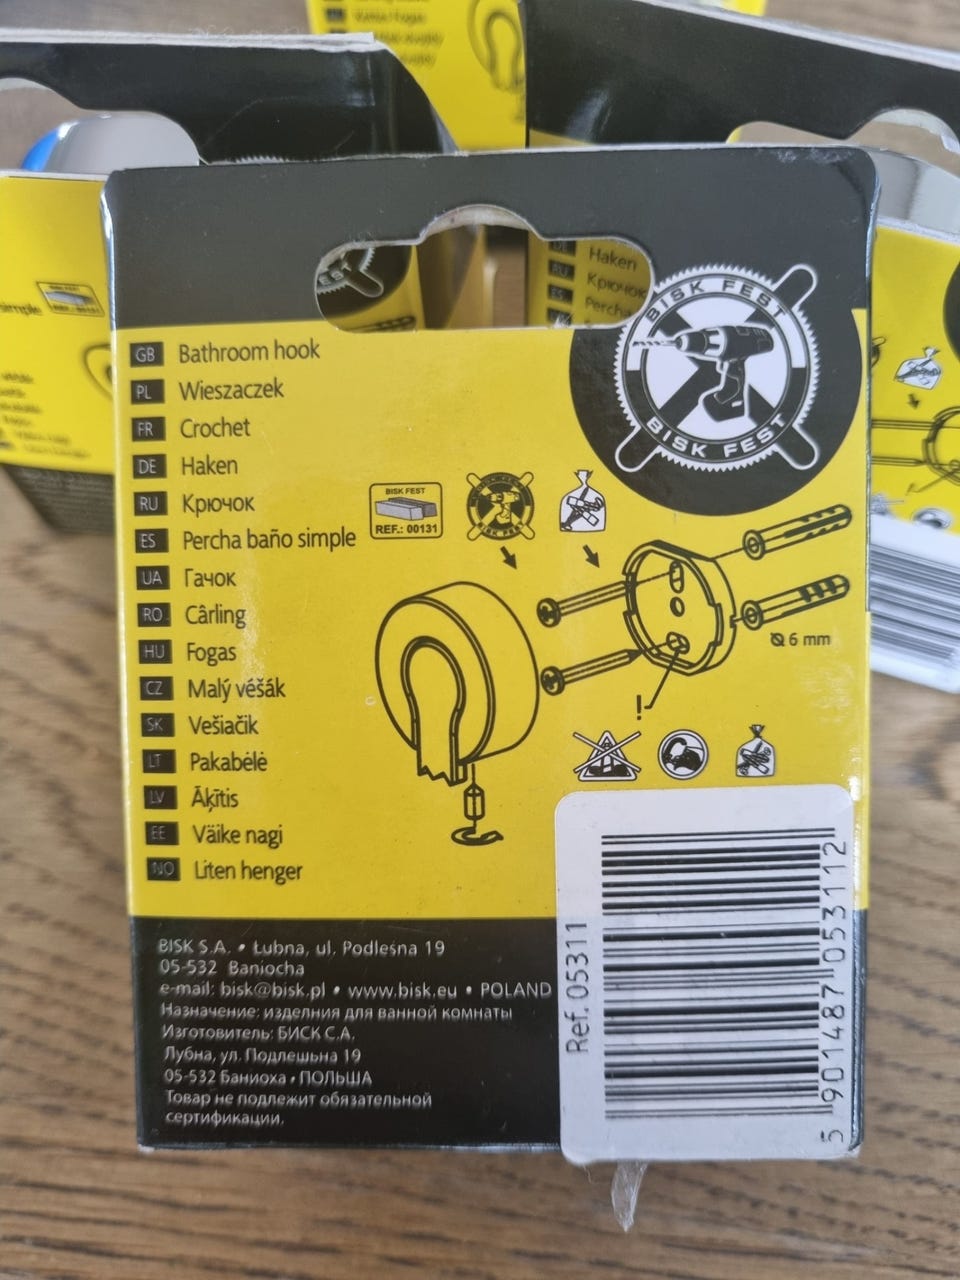 Haken
Крючок
Percha
BISK FEST
BISK FEST
GB Bathroom hook
PL Wieszaczek
FR Crochet
DE Haken
RU Крючок
ES Percha baño simple
UA Гачок
RO Cârling
HU Fogas
CZ Malý věšák
SK Vešiačik
LT Pakabėlė
LV Āķītis
EE Väike nagi
NO Liten henger
BISK FEST
REF.: 00131
6 mm
!
BISK S.A. • Łubna, ul. Podleśna 19
05-532 Baniocha
e-mail: bisk@bisk.pl • www.bisk.eu • POLAND
Назначение: изделния для ванной комнаты
Изготовитель: БИСК С.А.
Лубна, ул. Подлешьна 19
05-532 Баниоха • ПОЛЬША
Товар не подлежит обязательной
сертификации.
Ref. 05311
5 901487 053112